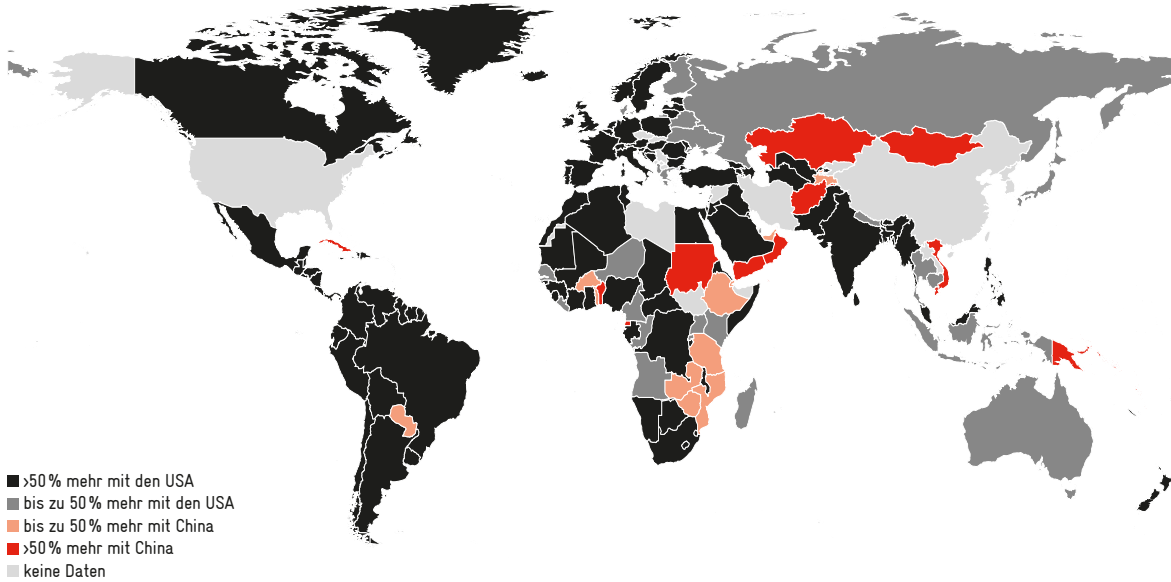 >50 % mehr mit den USA
bis zu 50 % mehr mit den USA
bis zu 50 % mehr mit China
>50 % mehr mit China
keine Daten